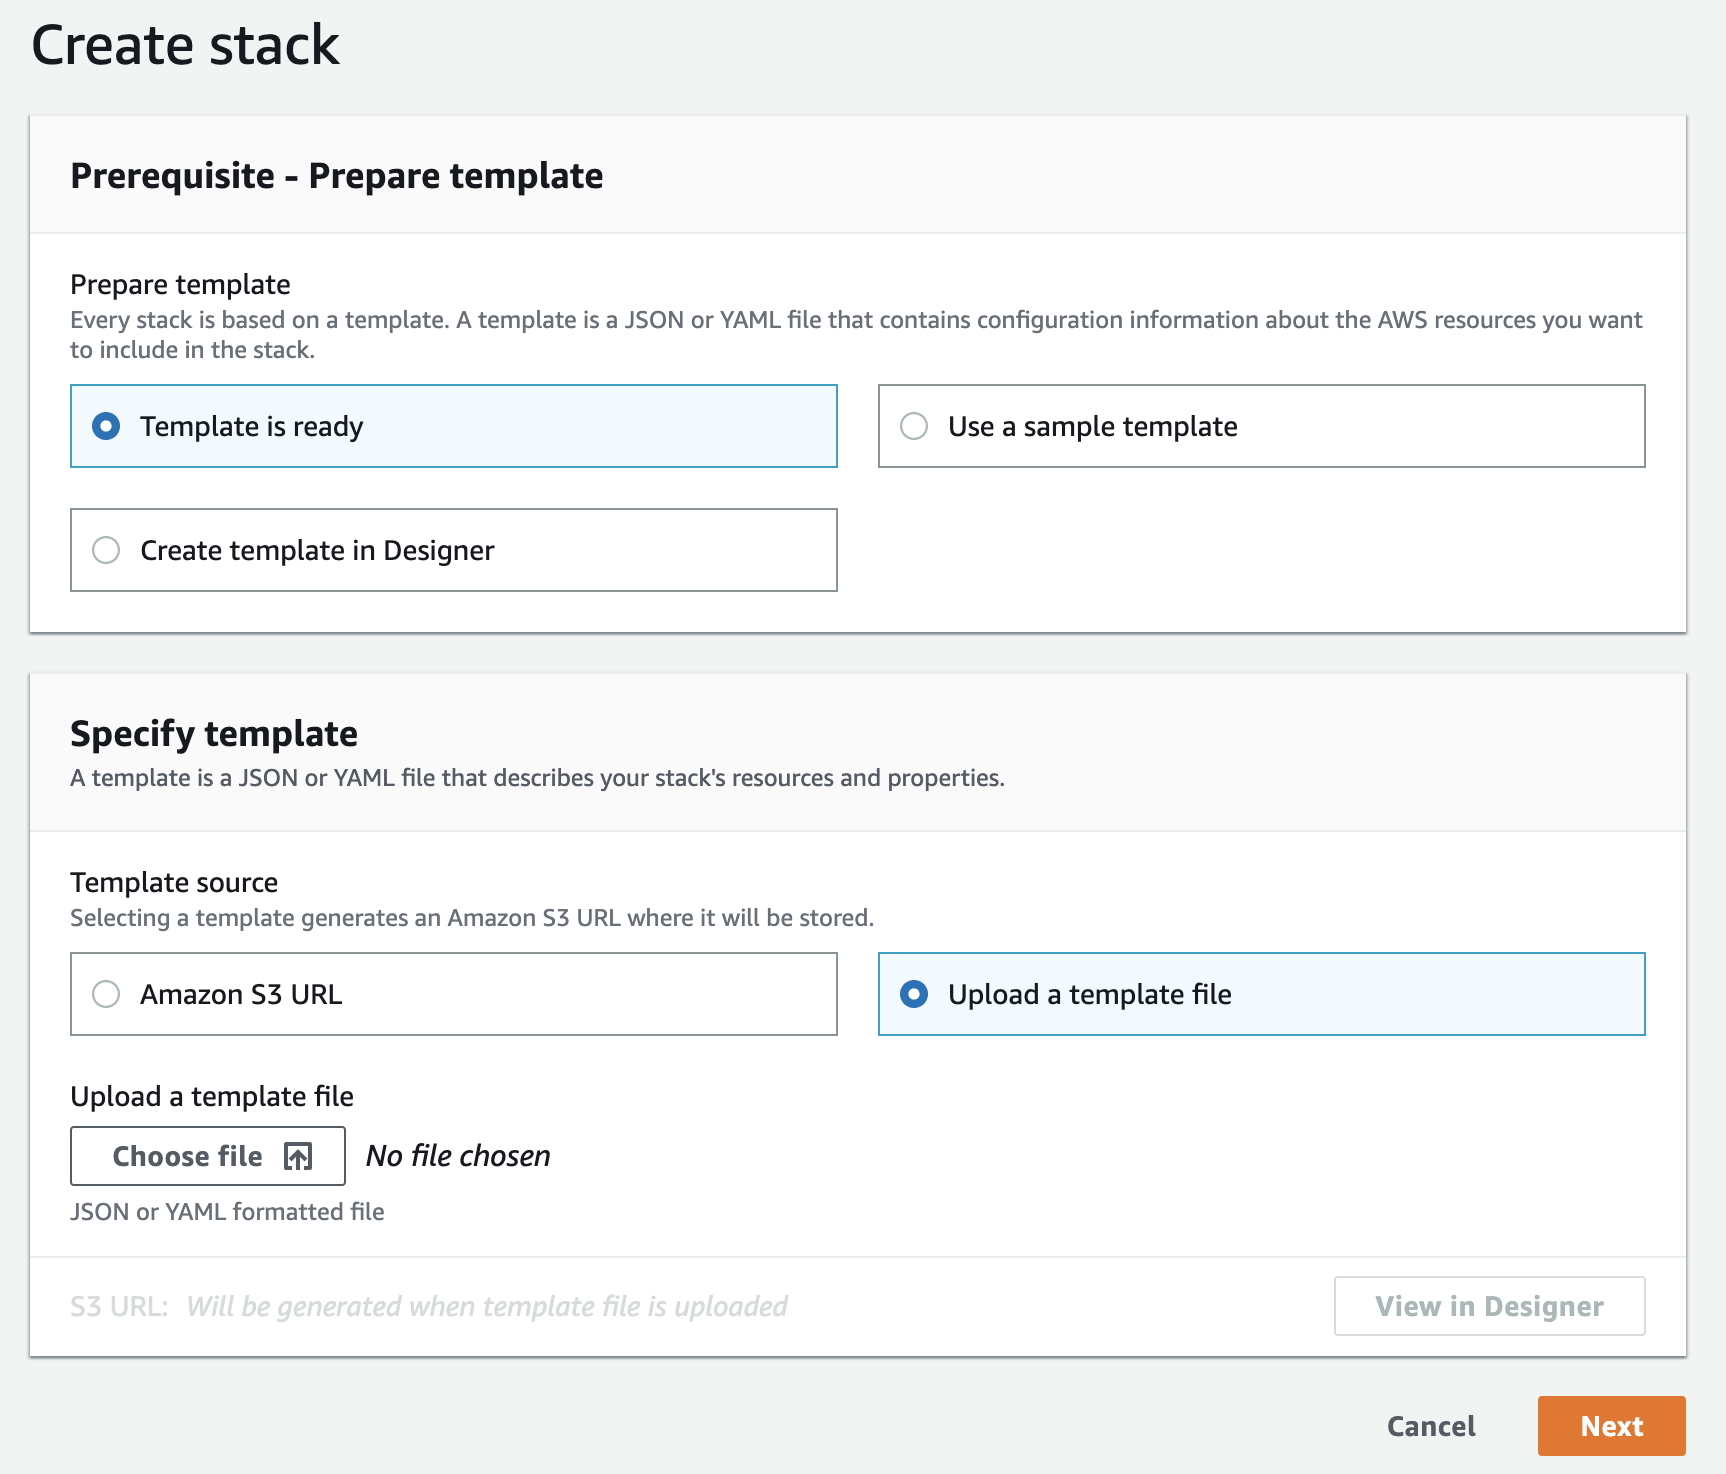 Create stack
Prerequisite - Prepare template
Prepare template
Every stack is based on a template. A template is a JSON or YAML file that contains configuration information about the AWS resources you want
to include in the stack.
Template is ready
Use a sample template
Create template in Designer
Specify template
A template is a JSON or YAML file that describes your stack's resources and properties.
Template source
Selecting a template generates an Amazon S3 URL where it will be stored.
Amazon S3 URL
Upload a template file
Upload a template file
Choose file No file chosen
JSON or YAML formatted file
S3 URL: Will be generated when template file is uploaded
View in Designer
Cancel
Next